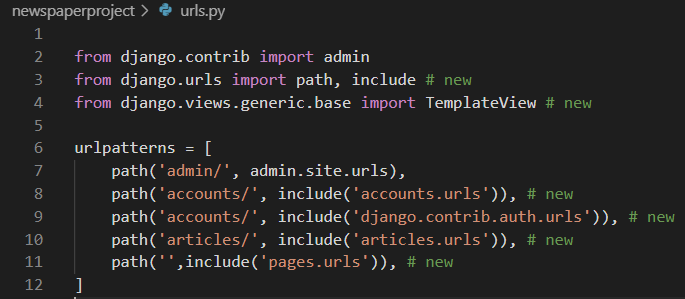 newspaperproject > urls.py
1
2 from django.contrib import admin
3 from django.urls import path, include # new
4 from django.views.generic.base import TemplateView # new
5
6 urlpatterns = [
7     path('admin/', admin.site.urls),
8     path('accounts/', include('accounts.urls')), # new
9     path('accounts/', include('django.contrib.auth.urls')), # new
10     path('articles/', include('articles.urls')), # new
11     path('',include('pages.urls')), # new
12 ]